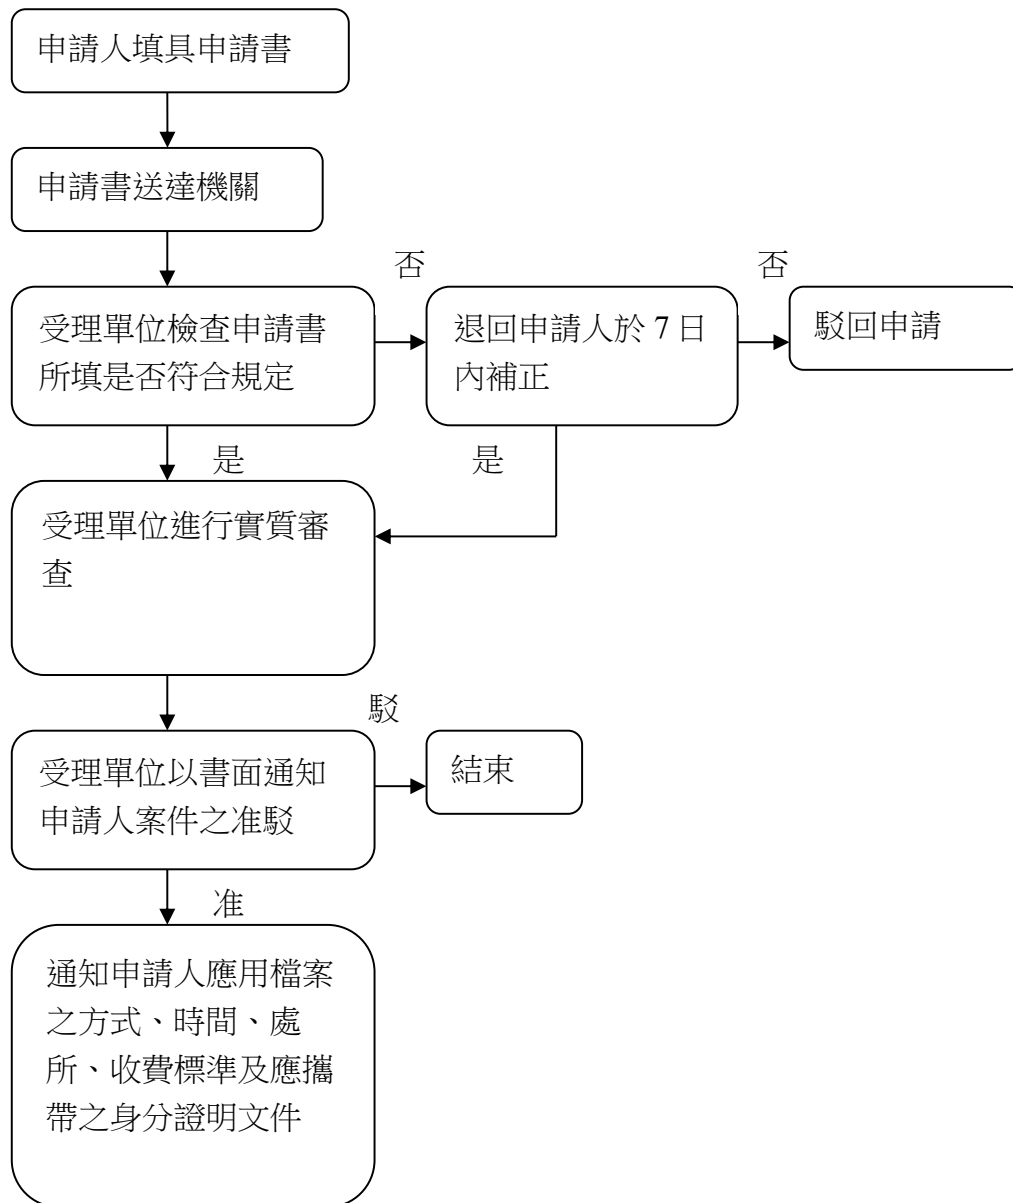 申請人填具申請書
申請書送達機關
否
否
受理單位檢查申請書
所填是否符合規定
退回申請人於 7 日
內補正
駁回申請
是
是
受理單位進行實質審
查
駁
受理單位以書面通知
申請人案件之准駁
結束
准
通知申請人應用檔案
之方式、時間、處
所、收費標準及應攜
帶之身分證明文件